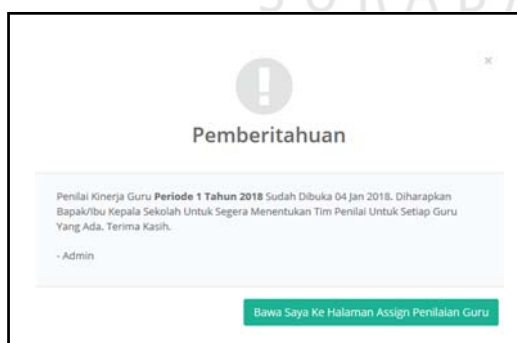 SURABA
×
Pemberitahuan
Penilai Kinerja Guru Periode 1 Tahun 2018 Sudah Dibuka 04 Jan 2018. Diharapkan
Bapak/Ibu Kepala Sekolah Untuk Segera Menentukan Tim Penilai Untuk Setiap Guru
Yang Ada. Terima Kasih.
- Admin
Bawa Saya Ke Halaman Assign Penilaian Guru